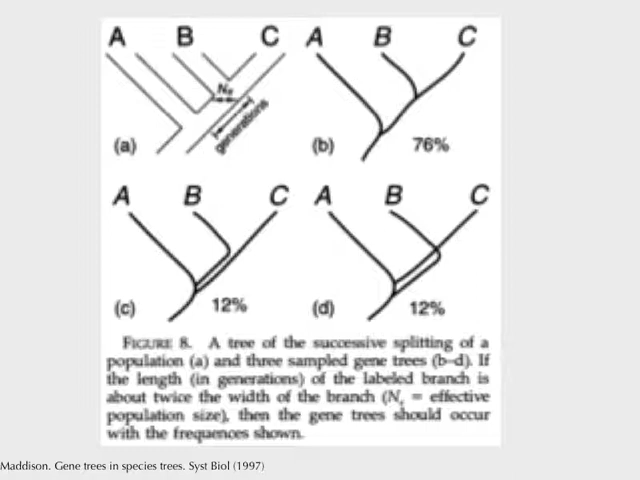 A B C
A B C
Ne
generations
(a)
(b)
76%
A B C
A B C
(c)
12%
(d)
12%
FIGURE 8. A tree of the successive splitting of a
population (a) and three sampled gene trees (b–d). If
the length (in generations) of the labeled branch is
about twice the width of the branch (Ne = effective
population size), then the gene trees should occur
with the frequences shown.
Maddison. Gene trees in species trees. Syst Biol (1997)